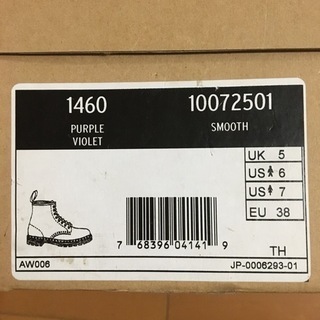 1460 10072501
PURPLE SMOOTH
VIOLET
UK 5
US 6
US 7
EU 38
7 68396 04141 9
TH
AW006 JP-0006293-01